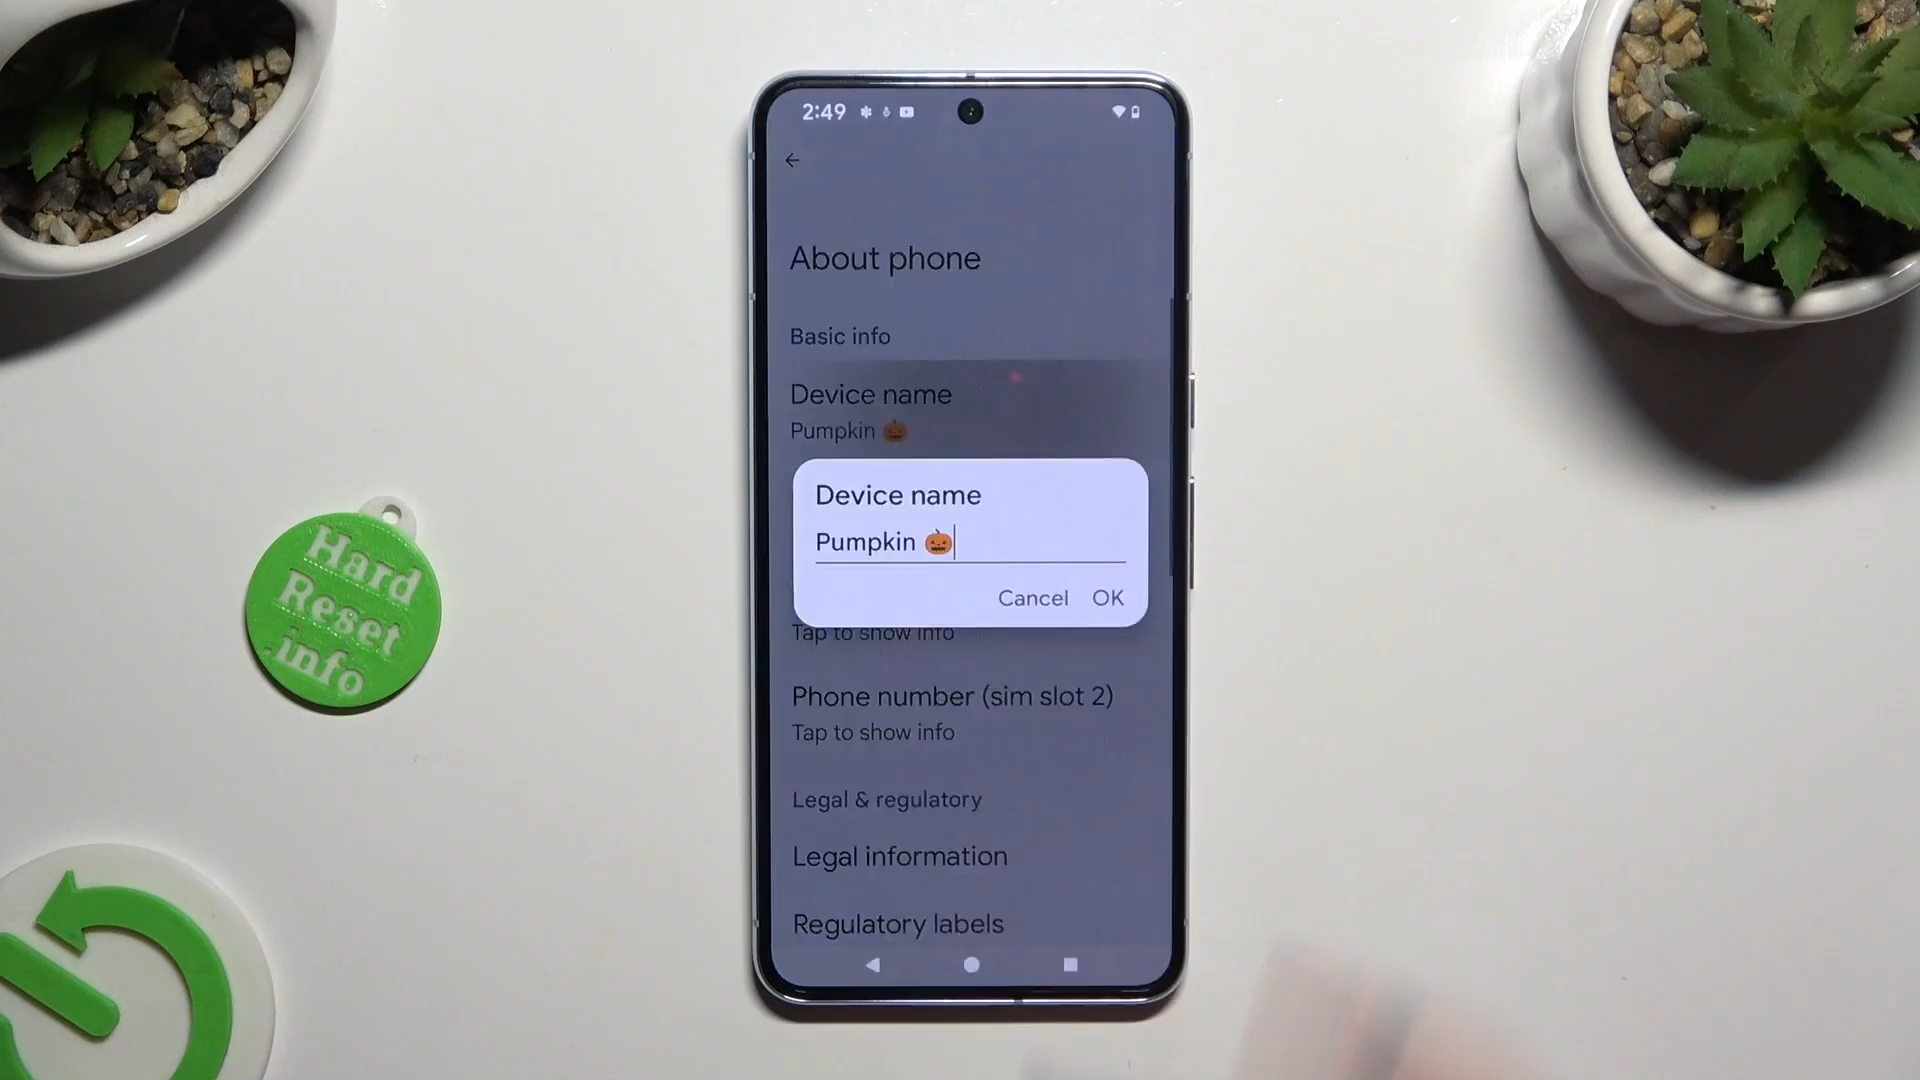 2:49
About phone
Basic info
Device name
Pumpkin 🎃
Device name
Pumpkin 🎃
Cancel OK
Tap to show info
Phone number (sim slot 2)
Tap to show info
Legal & regulatory
Legal information
Regulatory labels
Hard
Reset
.info